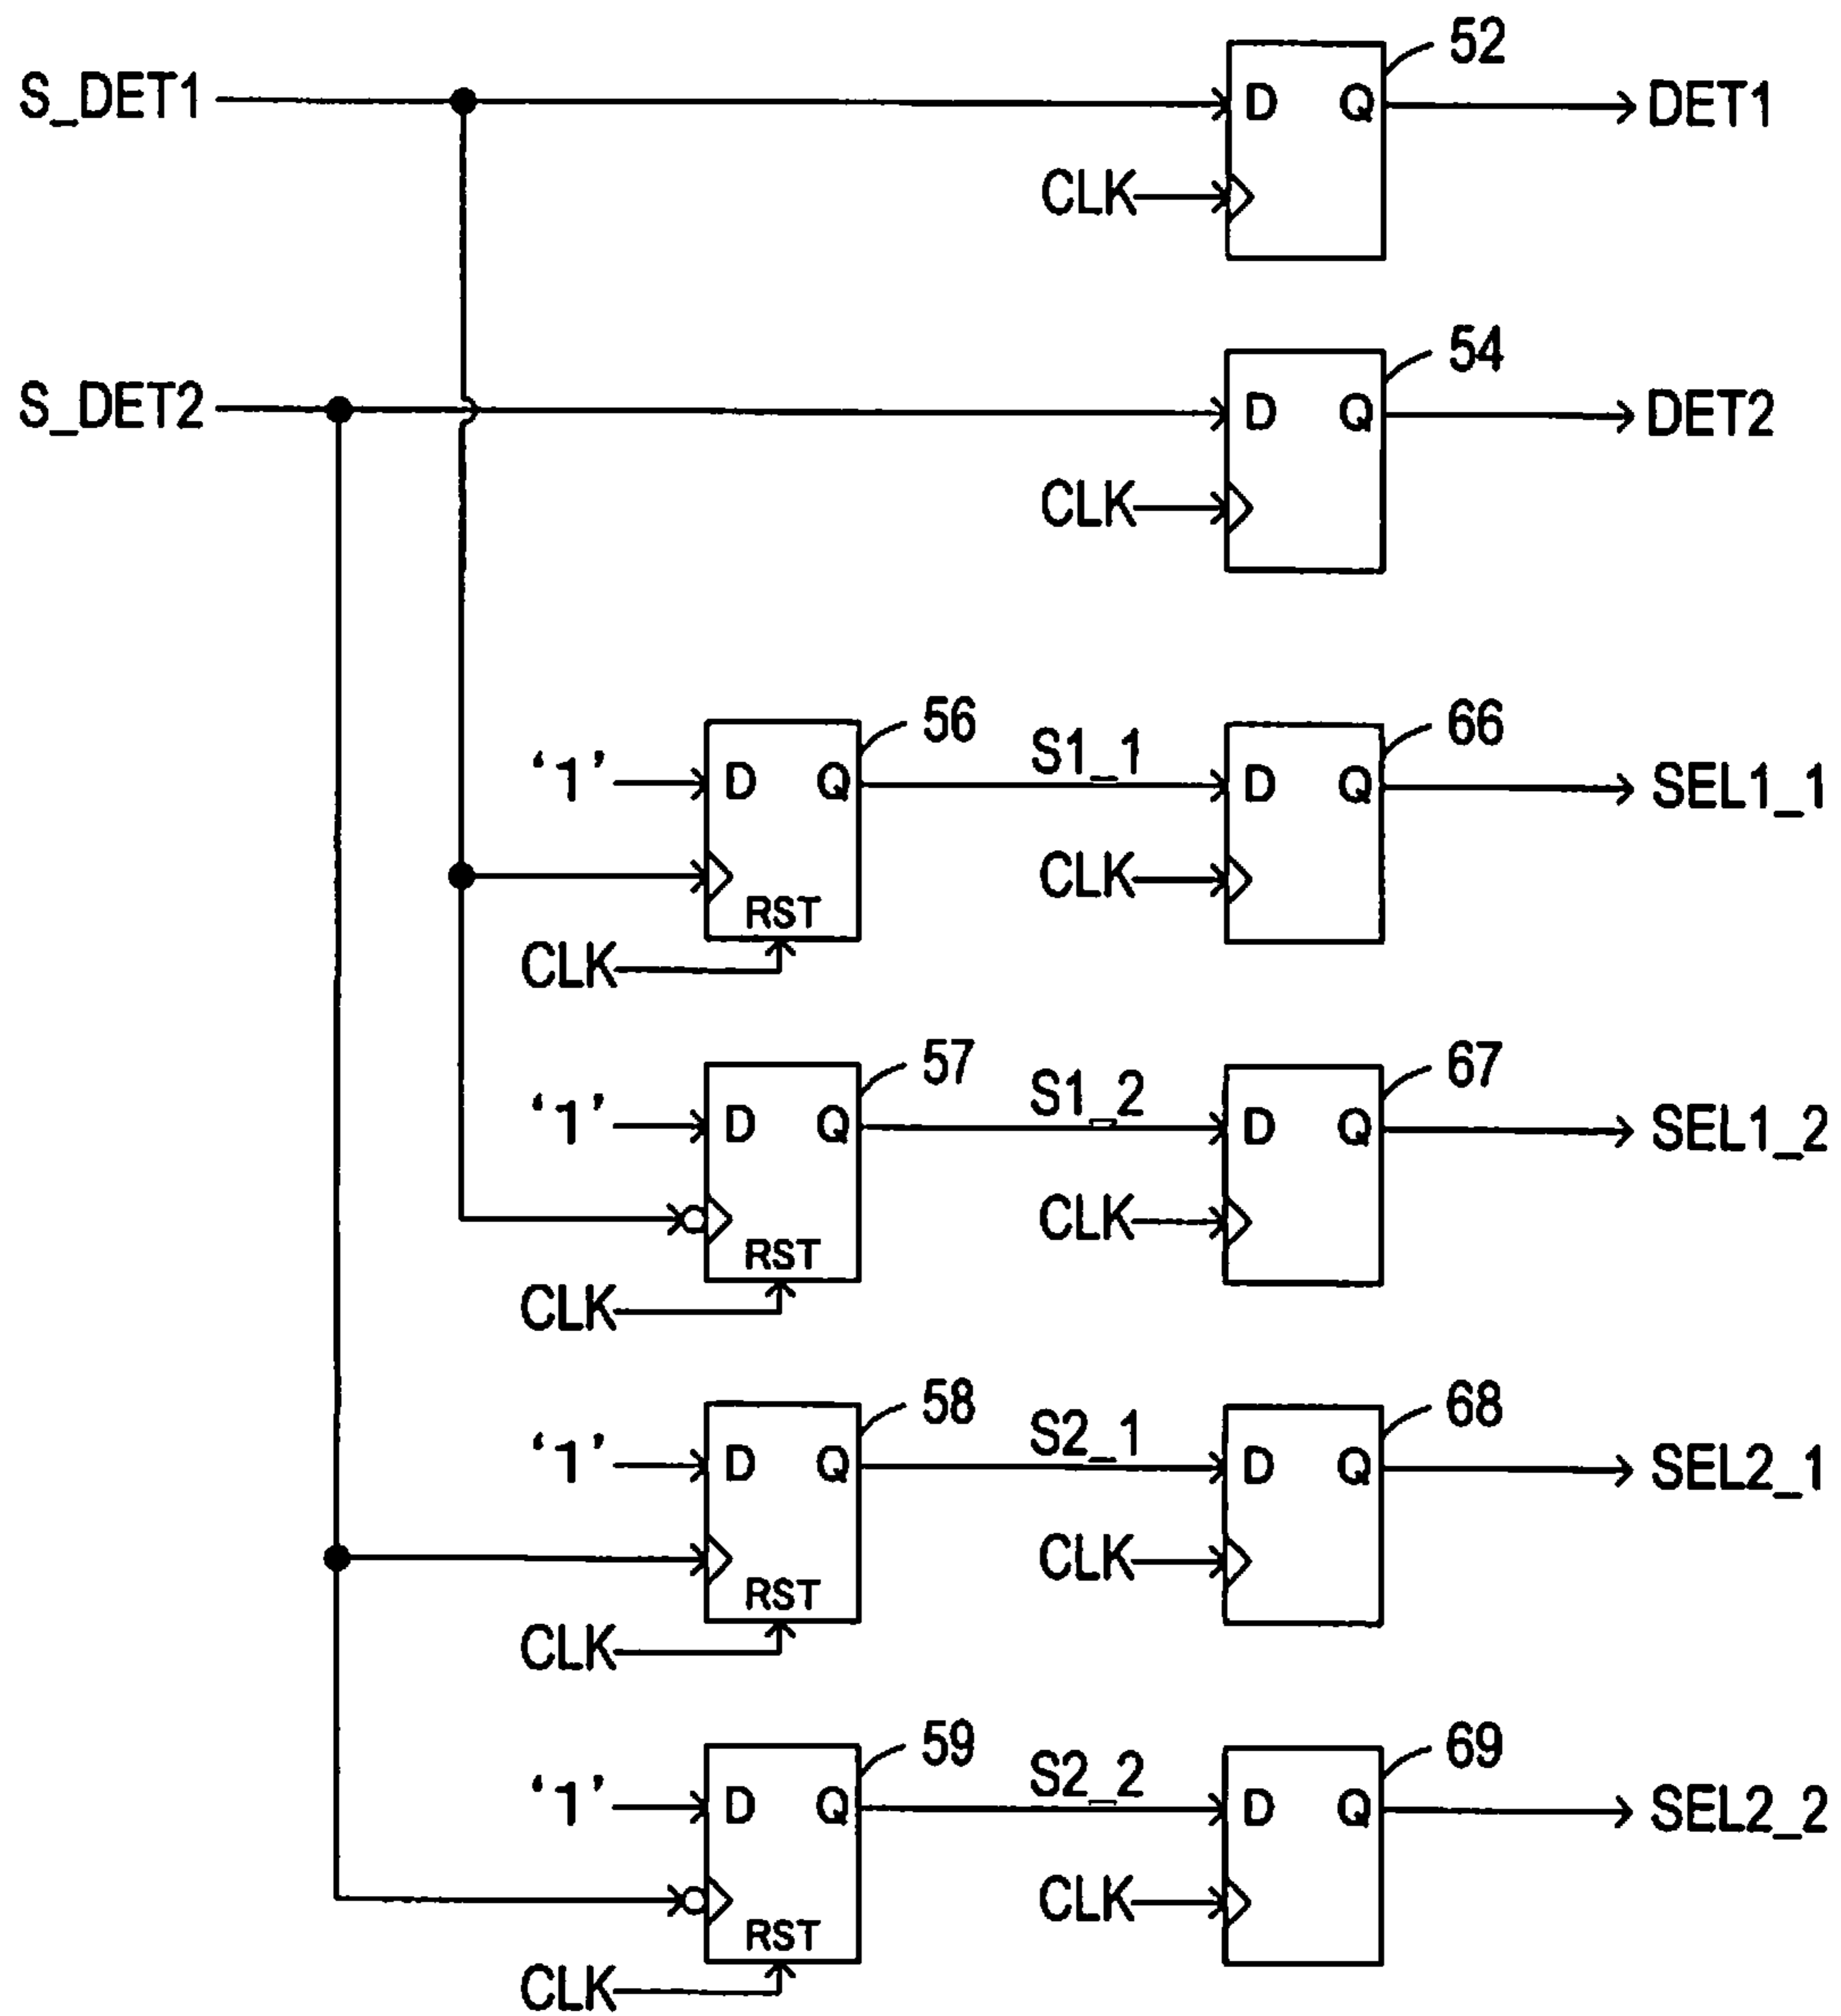 52
S_DET1
D
Q
DET1
CLK
54
S_DET2
D
Q
DET2
CLK
56
S1_1
66
'1'
D
Q
D
Q
SEL1_1
CLK
RST
CLK
57
S1_2
67
'1'
D
Q
D
Q
SEL1_2
CLK
RST
CLK
58
S2_1
68
'1'
D
Q
D
Q
SEL2_1
CLK
RST
CLK
59
S2_2
69
'1'
D
Q
D
Q
SEL2_2
CLK
RST
CLK